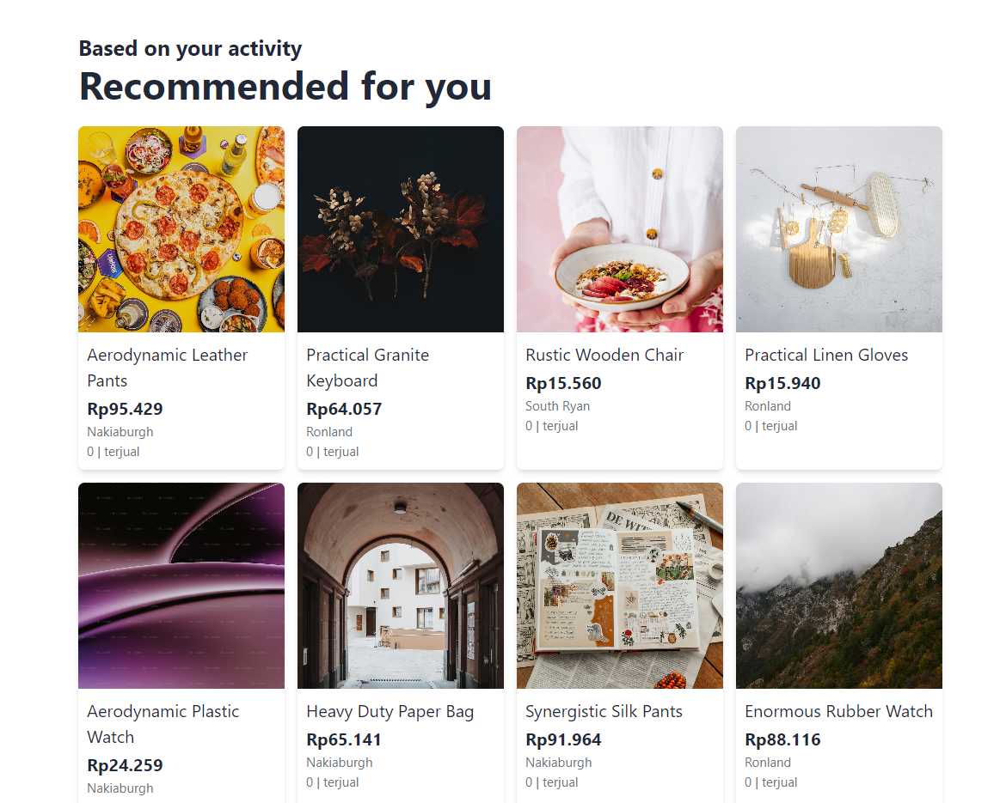 Based on your activity
Recommended for you
Aerodynamic Leather
Pants
Rp95.429
Nakiaburgh
0 | terjual
Practical Granite
Keyboard
Rp64.057
Ronland
0 | terjual
Rustic Wooden Chair
Rp15.560
South Ryan
0 | terjual
Practical Linen Gloves
Rp15.940
Ronland
0 | terjual
DE WIT
Aerodynamic Plastic
Watch
Rp24.259
Nakiaburgh
Heavy Duty Paper Bag
Rp65.141
Nakiaburgh
0 | terjual
Synergistic Silk Pants
Rp91.964
Nakiaburgh
0 | terjual
Enormous Rubber Watch
Rp88.116
Ronland
0 | terjual